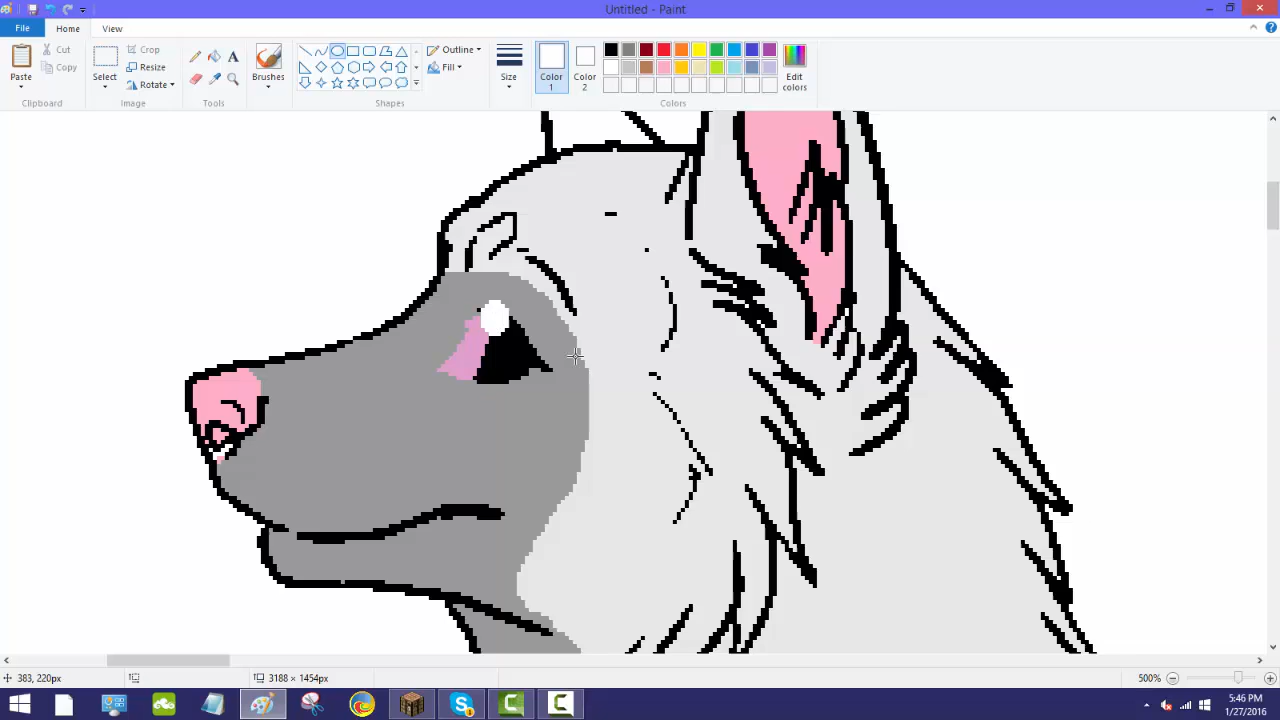 Untitled - Paint
File
Home
View
Paste
Cut
Copy
Clipboard
Select
Crop
Resize
Rotate
Image
A
Tools
Brushes
Outline
Fill
Shapes
Size
Color
1
Color
2
Edit
colors
Colors
383, 220px
3188 × 1454px
500%
5:46 PM
1/27/2016